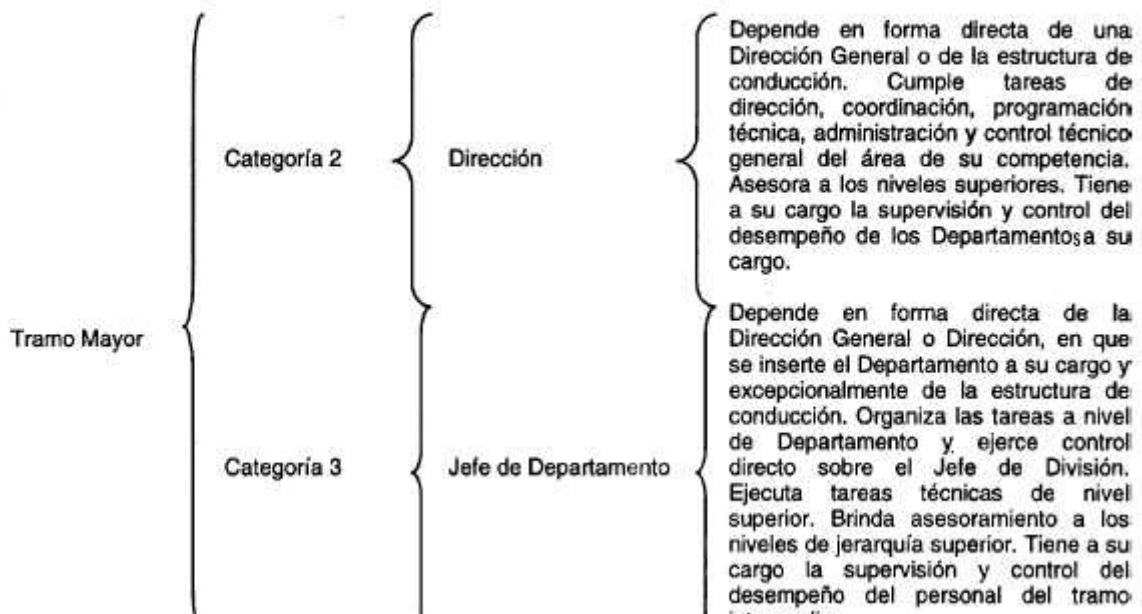 Depende en forma directa de una
Dirección General o de la estructura de
conducción. Cumple tareas de
dirección, coordinación, programación
técnica, administración y control técnico
Categoría 2
Dirección
general del área de su competencia.
Asesora a los niveles superiores. Tiene
a su cargo la supervisión y control del
desempeño de los Departamentos a su
cargo.
Tramo Mayor
Depende en forma directa de la
Dirección General o Dirección, en que
se inserte el Departamento a su cargo y
excepcionalmente de la estructura de
conducción. Organiza las tareas a nivel
de Departamento y ejerce control
Categoría 3
Jefe de Departamento
directo sobre el Jefe de División.
Ejecuta tareas técnicas de nivel
superior. Brinda asesoramiento a los
niveles de jerarquía superior. Tiene a su
cargo la supervisión y control del
desempeño del personal del tramo